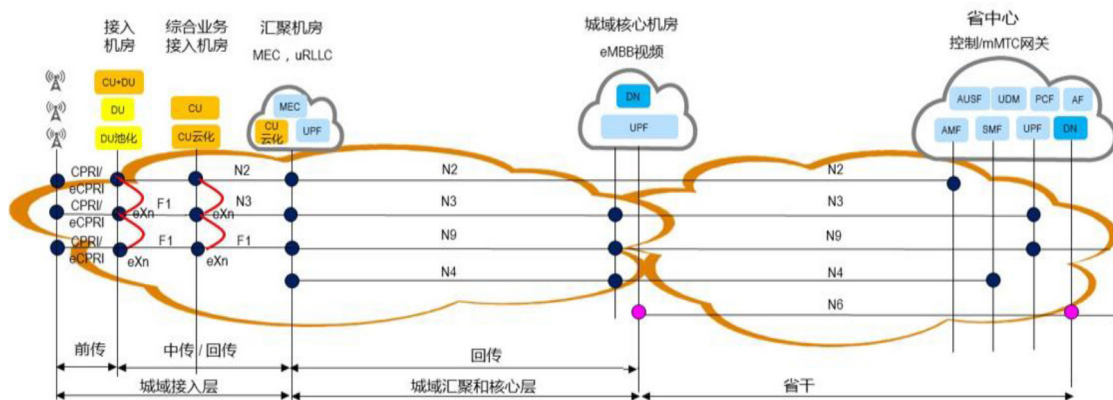 接入
机房
综合业务
接入机房
汇聚机房
MEC，uRLLC
城域核心机房
eMBB视频
省中心
控制/mMTC网关
CU+DU
DU
DU池化
CU
CU云化
MEC
CU
云化
UPF
DN
UPF
AUSF
UDM
PCF
AF
AMF
SMF
UPF
DN
CPRI/
eCPRI
N2
N2
N2
CPRI/
eCPRI
eXn
F1
eXn
N3
N3
N3
CPRI/
eCPRI
eXn
F1
eXn
F1
N9
N9
N4
N4
N6
前传
中传 / 回传
回传
城域接入层
城域汇聚和核心层
省干